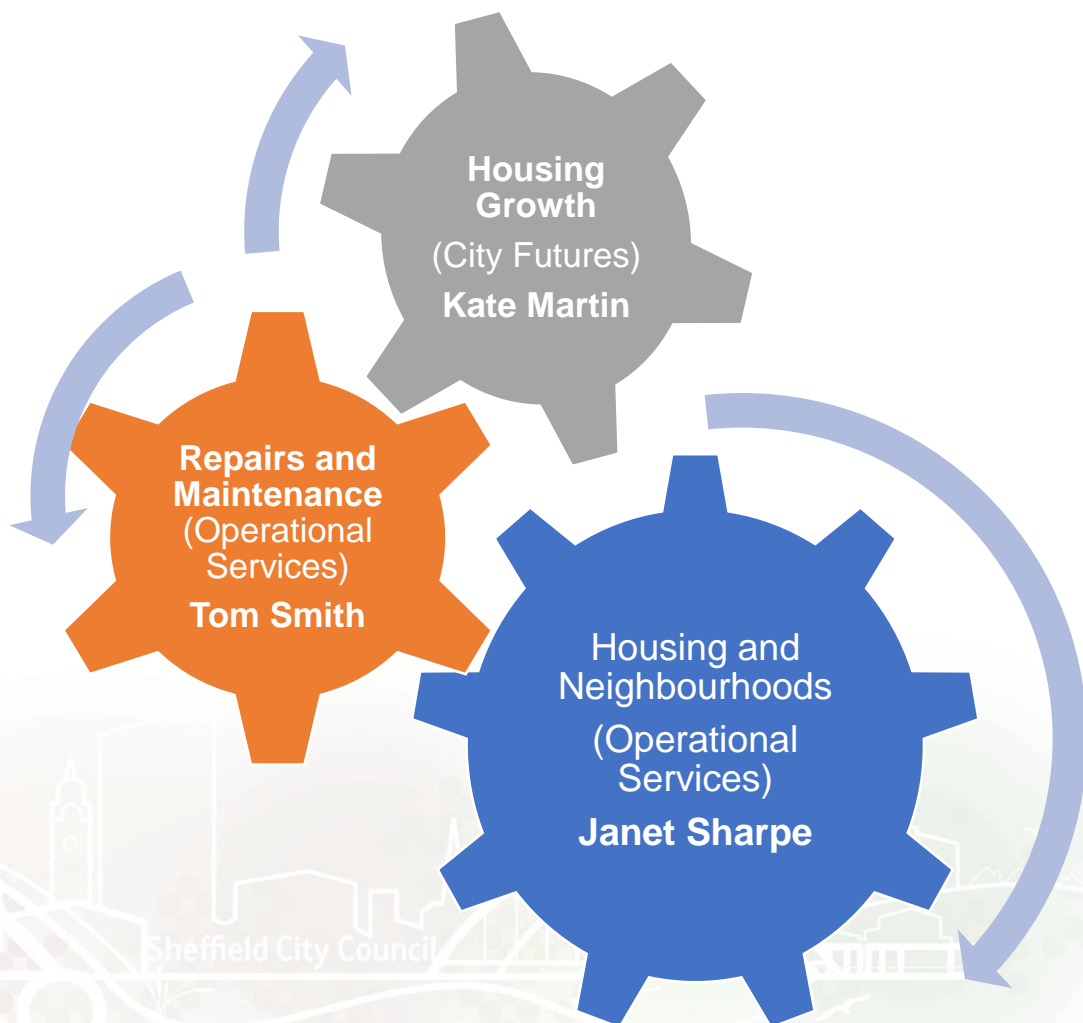 Housing
Growth
(City Futures)
Kate Martin
Repairs and
Maintenance
(Operational
Services)
Tom Smith
Housing and
Neighbourhoods
(Operational
Services)
Janet Sharpe
Sheffield City Council